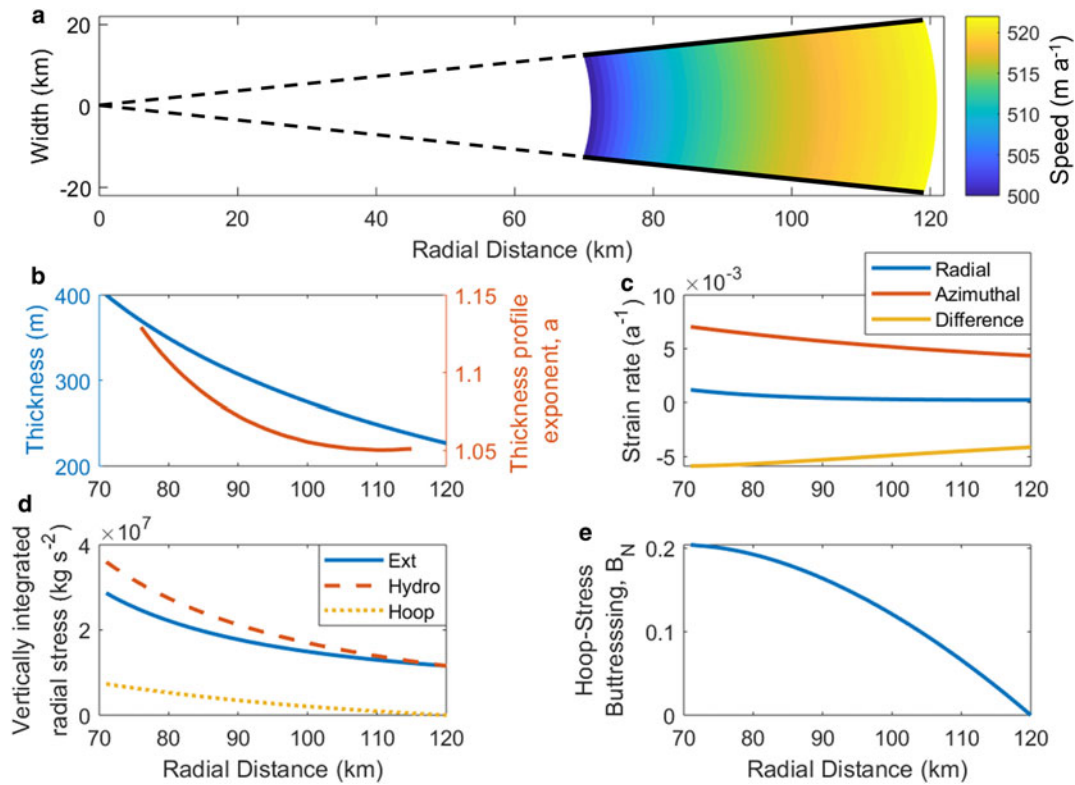 a
20
0
-20
Width (km)
0 20 40 60 80 100 120
Radial Distance (km)
520
515
510
505
500
Speed (m a⁻¹)
b
400
300
200
Thickness (m)
70 80 90 100 110 120
1.15
1.1
1.05
Thickness profile
exponent, a
c
×10⁻³
10
5
0
-5
Strain rate (a⁻¹)
70 80 90 100 110 120
Radial
Azimuthal
Difference
d
×10⁷
4
2
0
Vertically integrated
radial stress (kg s⁻²)
Ext
Hydro
Hoop
70 80 90 100 110 120
Radial Distance (km)
e
0.2
0.1
0
Hoop-Stress
Buttresssing, B_N
70 80 90 100 110 120
Radial Distance (km)